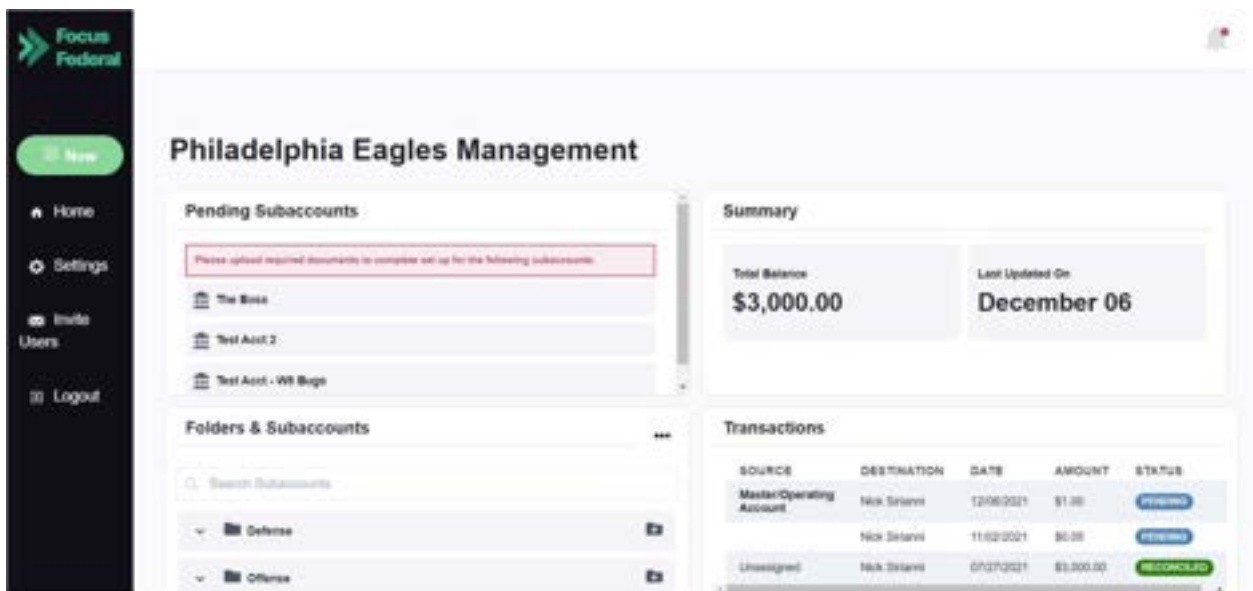 Focus
Federal
New
Home
Settings
Invite
Users
Logout
Philadelphia Eagles Management
Pending Subaccounts
Please upload required documents to complete set up for the following subaccounts.
The Boss
Test Acct 2
Test Acct - W8 Bugs
Summary
Total Balance
$3,000.00
Last Updated On
December 06
Folders & Subaccounts
Search Subaccounts
Defense
Offense
Transactions
SOURCE DESTINATION DATE AMOUNT STATUS
Master/Operating
Account
Nick Sirianni 12/06/2021 $1.00 PENDING
Nick Sirianni 11/02/2021 $0.00 PENDING
Unassigned Nick Sirianni 07/27/2021 $3,000.00 RECONCILED